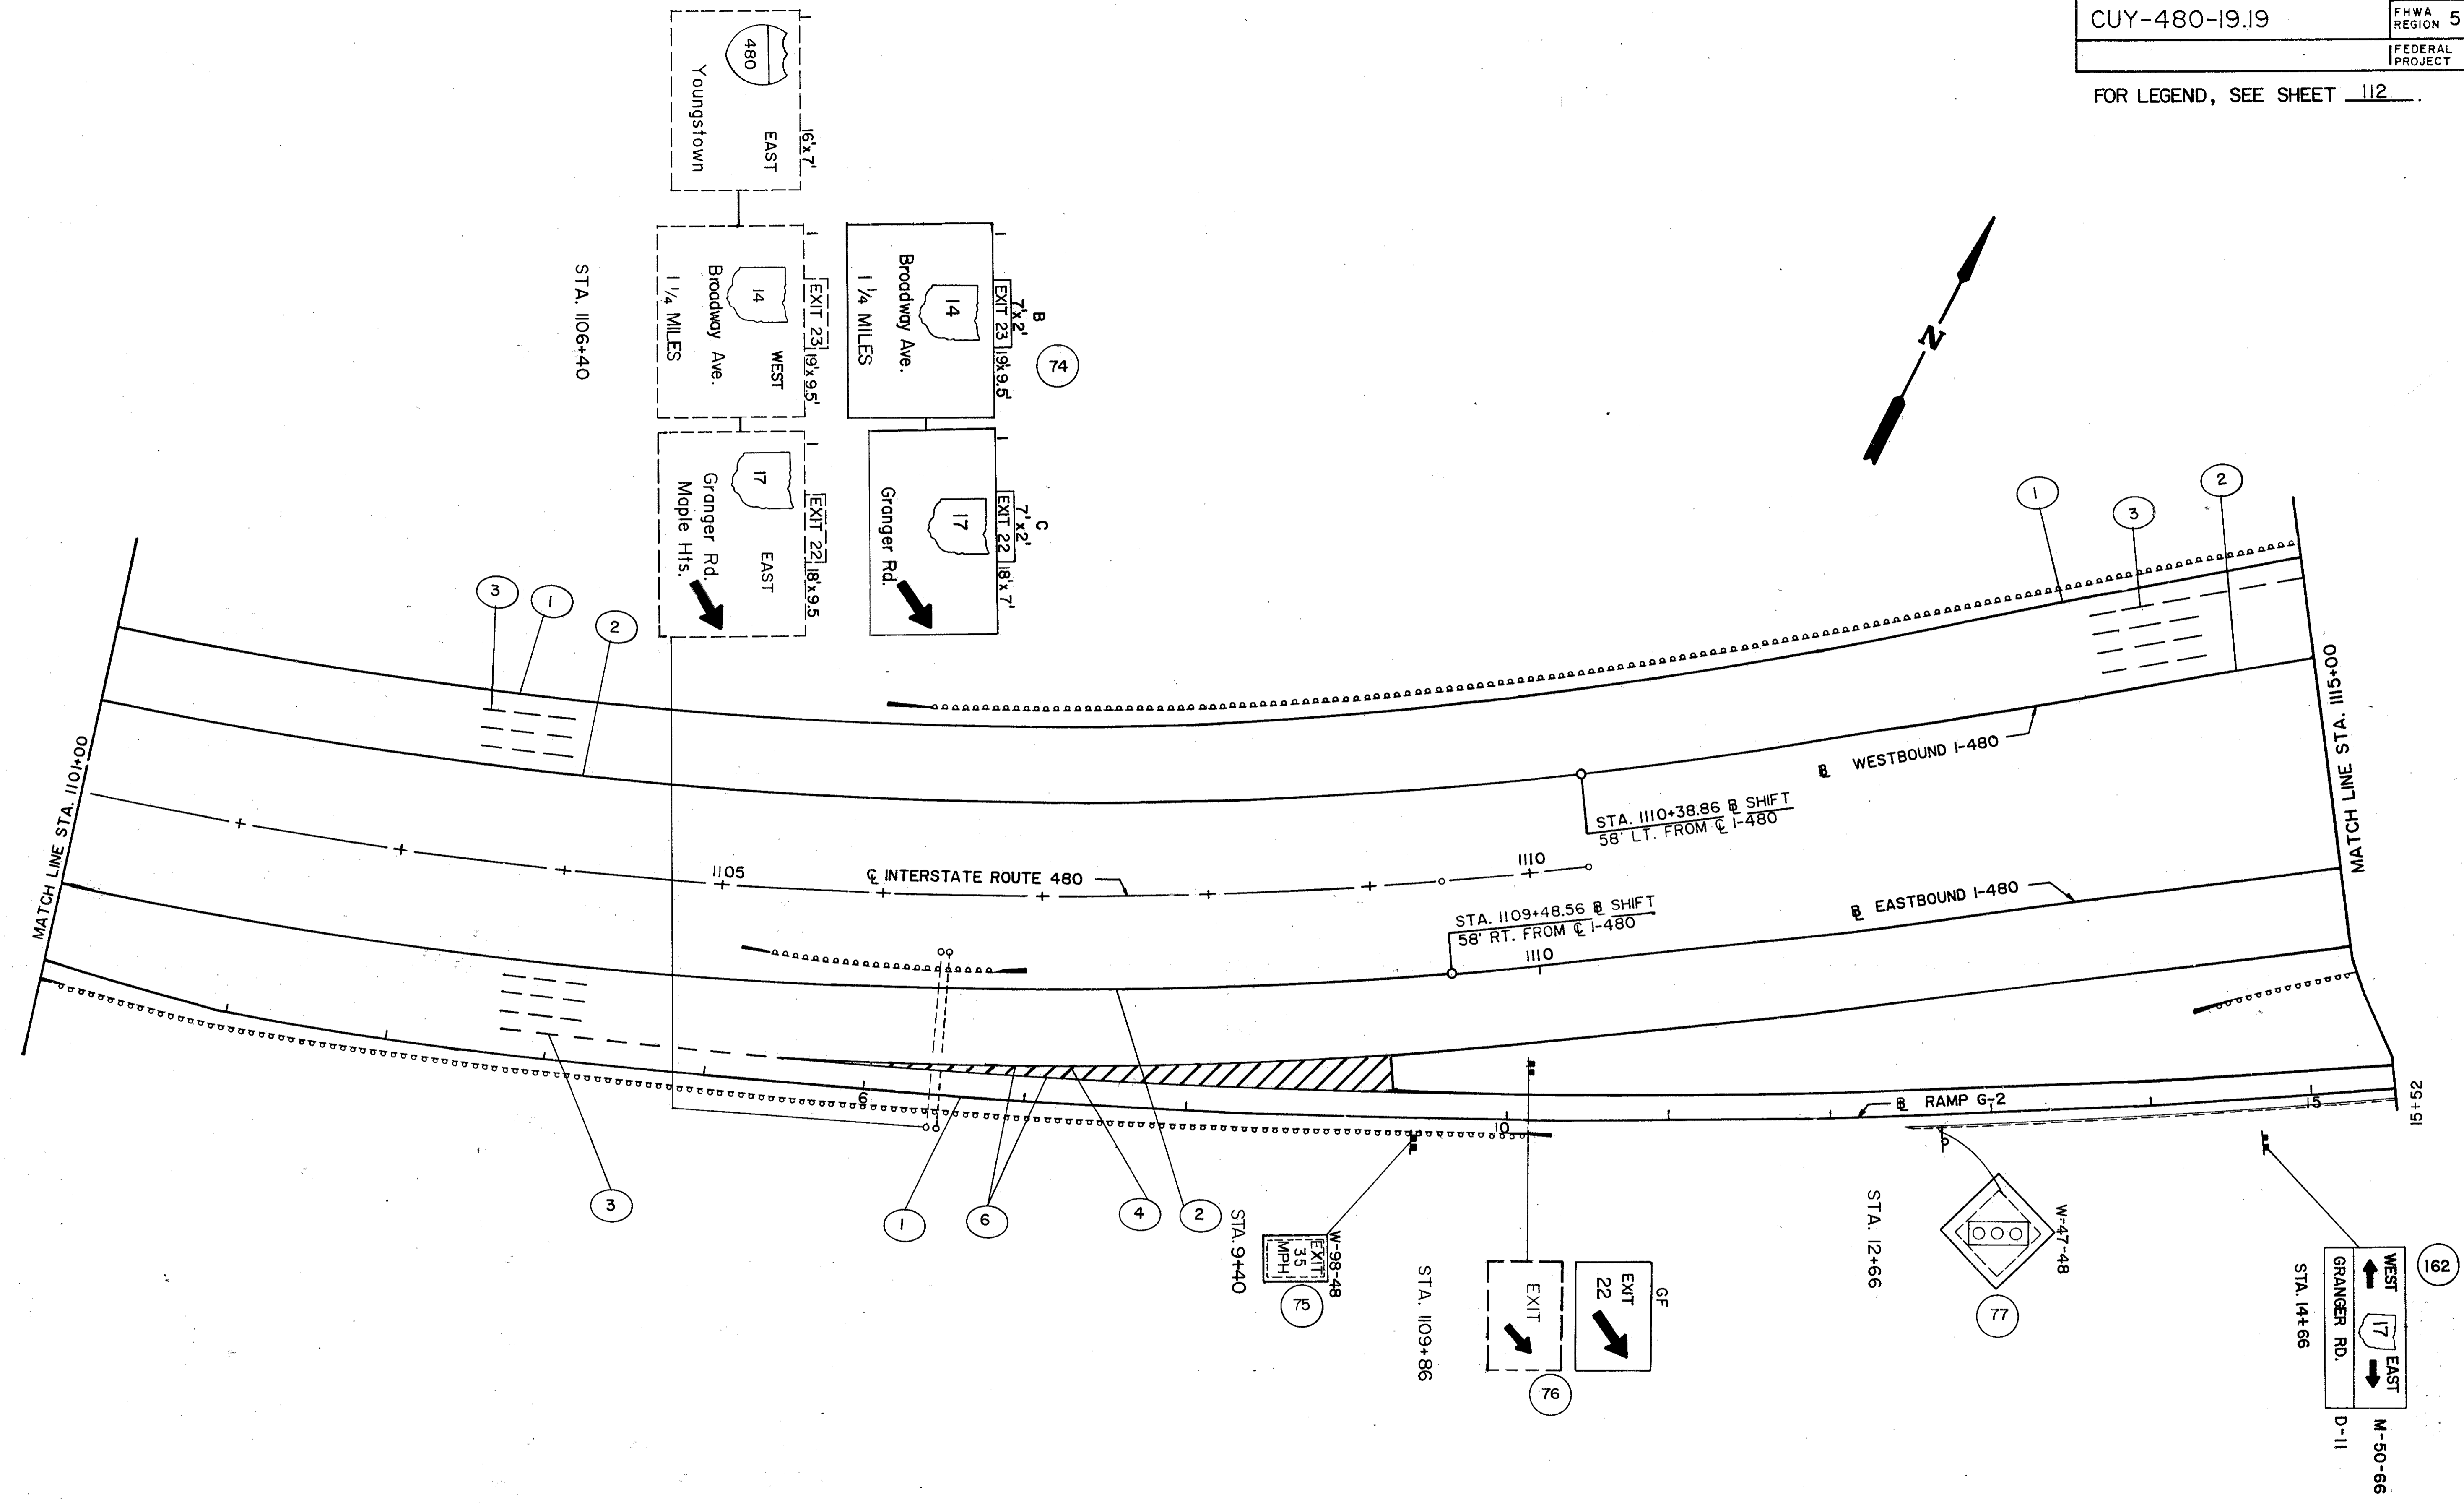 CUY-480-19.19
FHWA
REGION 5
FEDERAL
PROJECT
FOR LEGEND, SEE SHEET 112.
16'x7'
480
EAST
Youngstown
EXIT 23
19'x9.5'
14
WEST
Broadway Ave.
1 1/4 MILES
EXIT 22
18'x9.5
17
EAST
Granger Rd.
Maple Hts.
STA. 1106+40
B
7'x2'
EXIT 23
19'x9.5'
74
14
Broadway Ave.
1 1/4 MILES
C
7'x2'
EXIT 22
18'x7'
17
Granger Rd.
N
1
3
2
3
1
2
MATCH LINE STA. 1101+00
MATCH LINE STA. 1115+00
℄ INTERSTATE ROUTE 480
1105
1110
BL WESTBOUND I-480
STA. 1110+38.86 BL SHIFT
58' LT. FROM ℄ I-480
BL EASTBOUND I-480
STA. 1109+48.56 BL SHIFT
58' RT. FROM ℄ I-480
1110
6
10
BL RAMP G-2
15
15+52
3
1
6
4
2
STA. 9+40
W-98-48
EXIT
35
MPH
75
STA. 1109+86
EXIT
GF
EXIT
22
76
STA. 12+66
W-47-48
77
162
WEST
17
EAST
GRANGER RD.
STA. 14+66
M-50-66
D-11